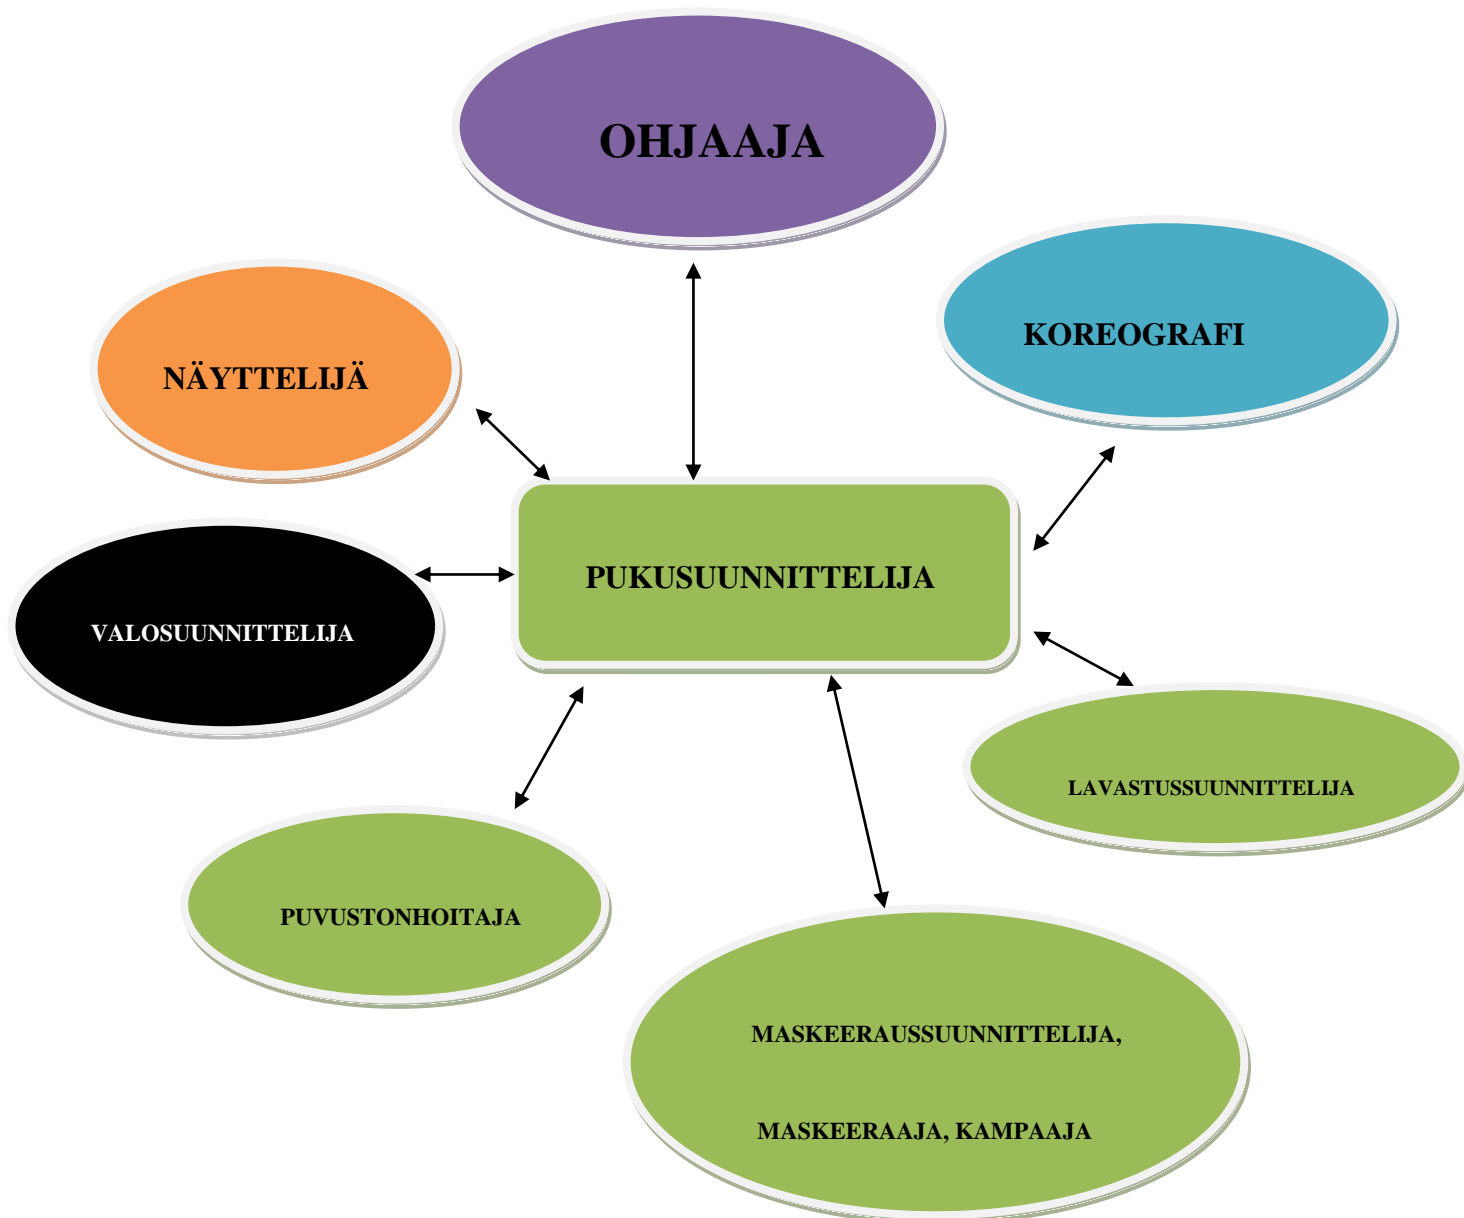 OHJAAJA
KOREOGRAFI
NÄYTTELIJÄ
PUKUSUUNNITTELIJA
VALOSUUNNITTELIJA
LAVASTUSSUUNNITTELIJA
PUVUSTONHOITAJA
MASKEERAUSSUUNNITTELIJA,
MASKEERAAJA, KAMPAAJA